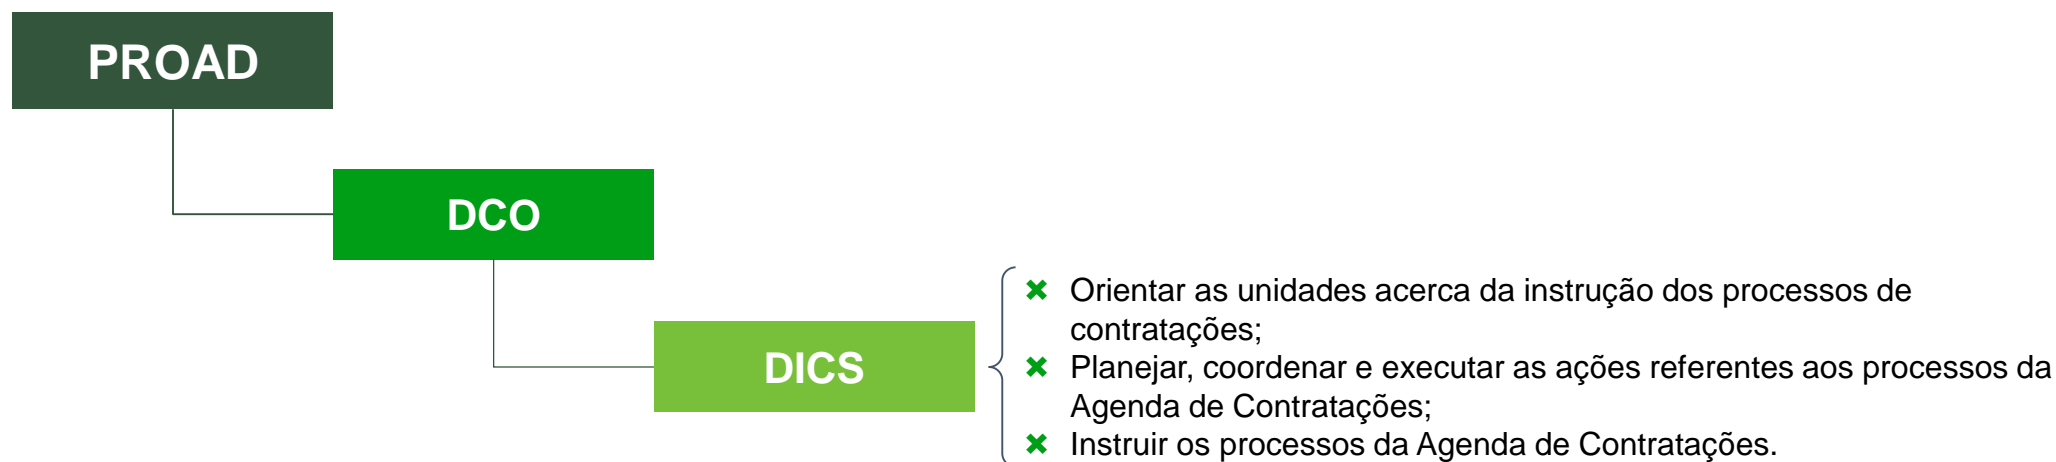 PROAD
DCO
DICS
Orientar as unidades acerca da instrução dos processos de
contratações;
Planejar, coordenar e executar as ações referentes aos processos da
Agenda de Contratações;
Instruir os processos da Agenda de Contratações.